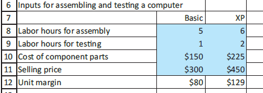 6 Inputs for assembling and testing a computer
7 Basic XP
8 Labor hours for assembly 5 6
9 Labor hours for testing 1 2
10 Cost of component parts $150 $225
11 Selling price $300 $450
12 Unit margin $80 $129